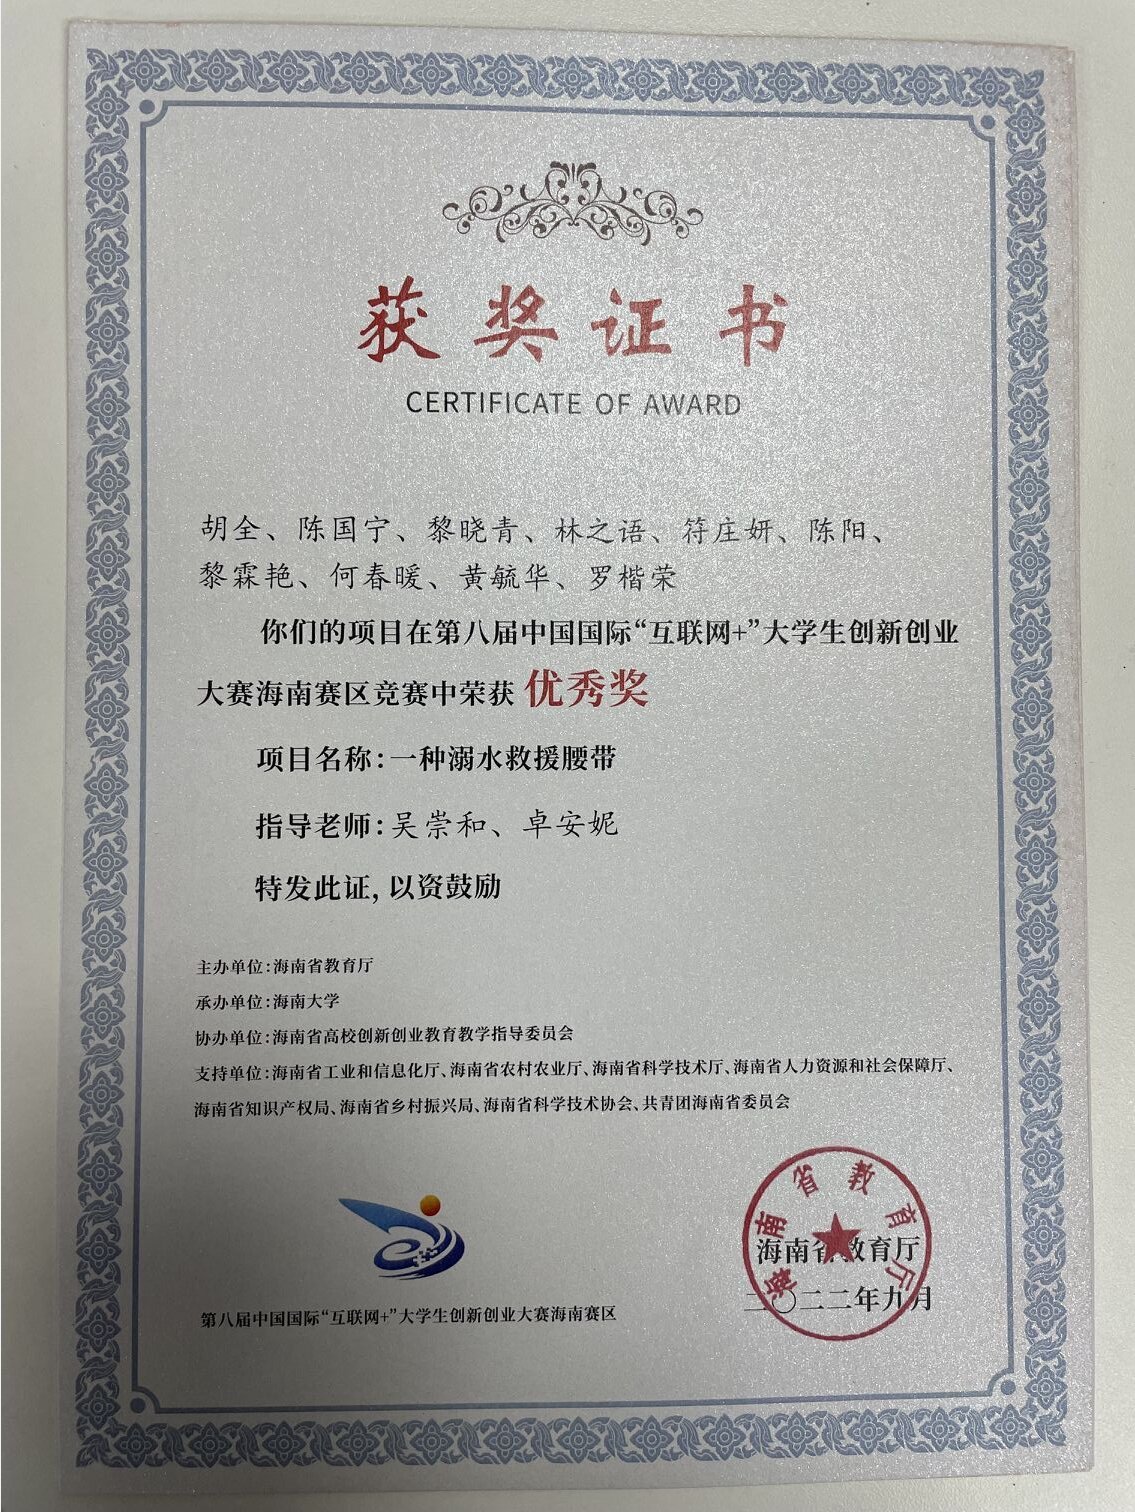 获奖证书
CERTIFICATE OF AWARD
胡全、陈国宁、黎晓青、林之语、符庄妍、陈阳、
黎霖艳、何春暖、黄毓华、罗楷荣
你们的项目在第八届中国国际“互联网+”大学生创新创业
大赛海南赛区竞赛中荣获 优秀奖
项目名称:一种溺水救援腰带
指导老师:吴崇和、卓安妮
特发此证,以资鼓励
主办单位:海南省教育厅
承办单位:海南大学
协办单位:海南省高校创新创业教育教学指导委员会
支持单位:海南省工业和信息化厅、海南省农村农业厅、海南省科学技术厅、海南省人力资源和社会保障厅、
海南省知识产权局、海南省乡村振兴局、海南省科学技术协会、共青团海南省委员会
海南省教育厅
海南省教育厅
二〇二二年九月
第八届中国国际“互联网+”大学生创新创业大赛海南赛区